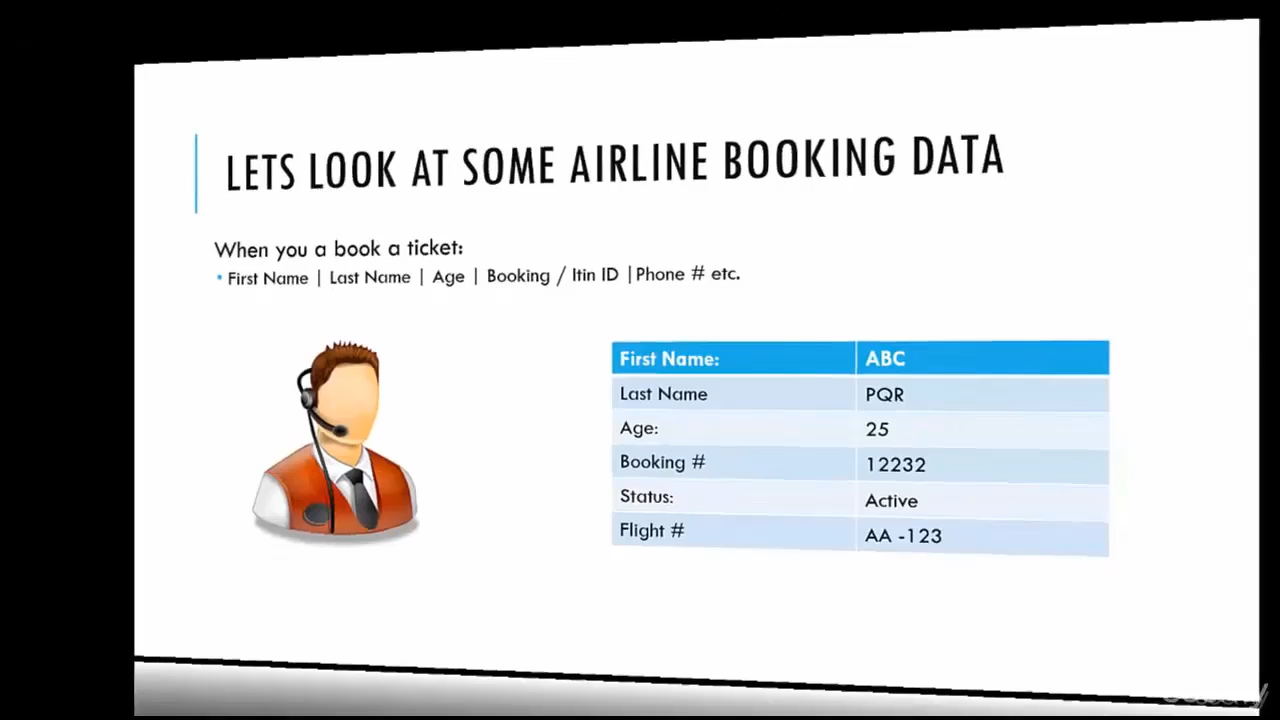 LETS LOOK AT SOME AIRLINE BOOKING DATA
When you a book a ticket:
• First Name | Last Name | Age | Booking / Itin ID |Phone # etc.
First Name: ABC
Last Name PQR
Age: 25
Booking # 12232
Status: Active
Flight # AA -123